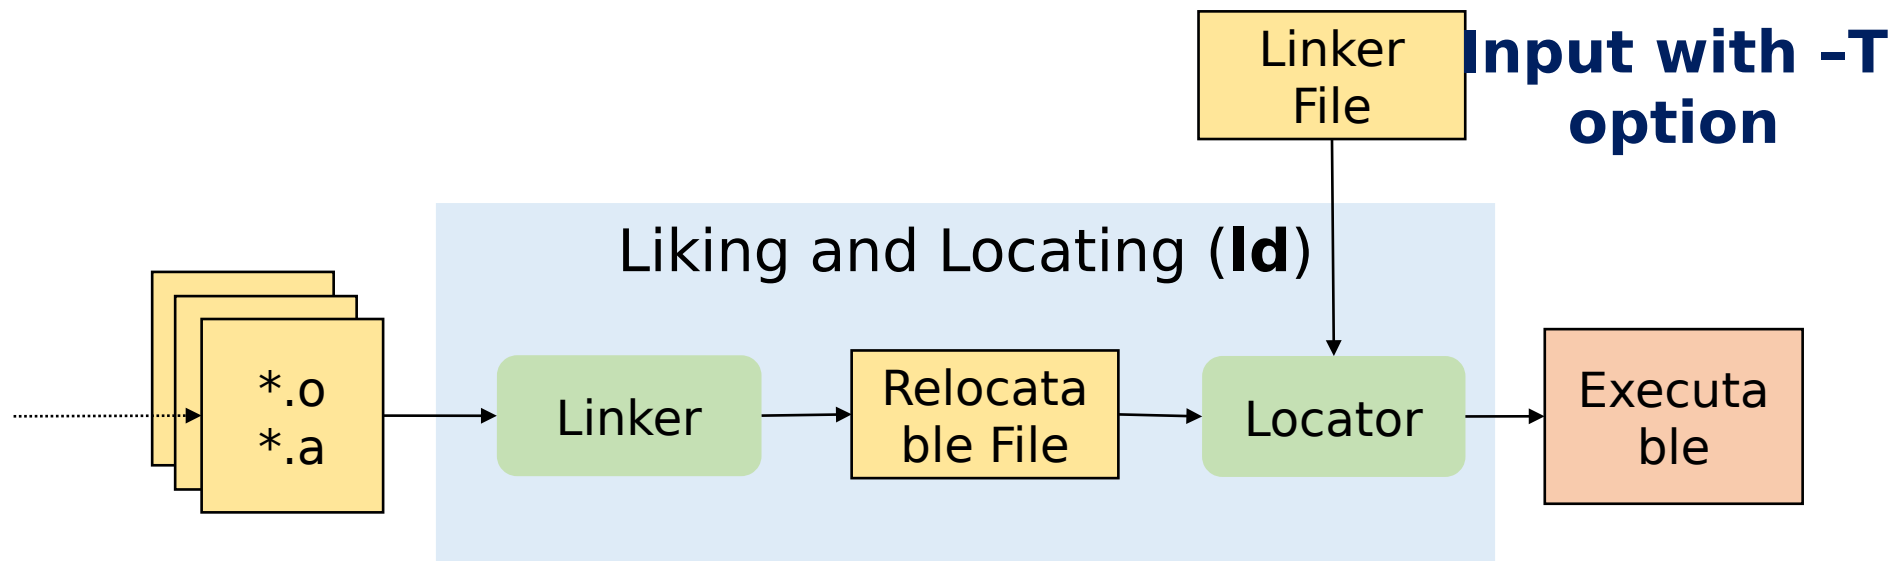 Linker
File
Input with –T
option
Liking and Locating (ld)
*.o
*.a
Linker
Relocata
ble File
Locator
Executa
ble